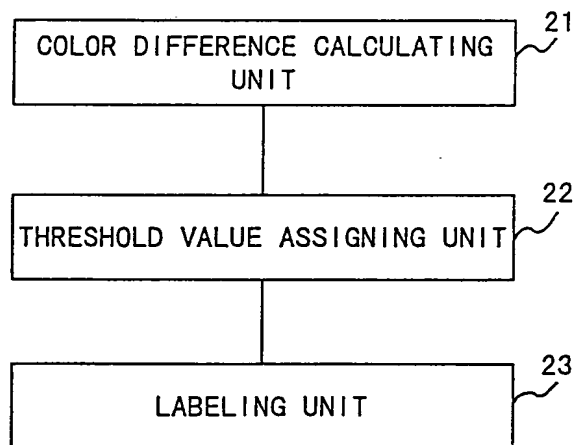 21
COLOR DIFFERENCE CALCULATING
UNIT
22
THRESHOLD VALUE ASSIGNING UNIT
23
LABELING UNIT